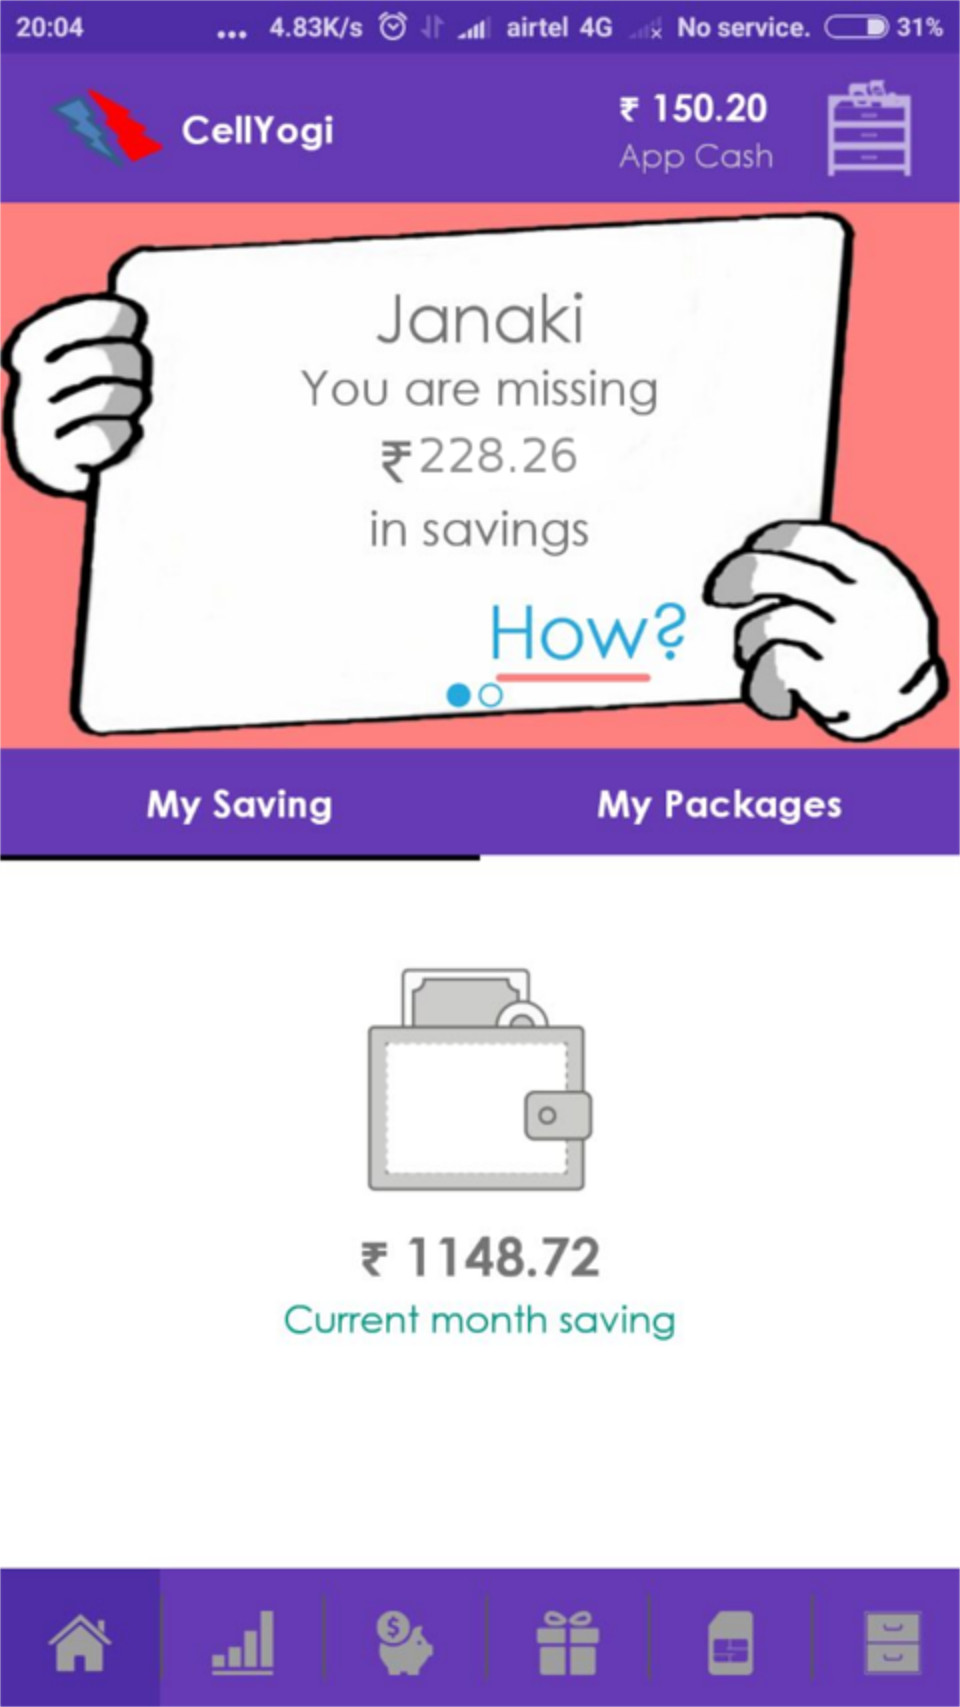 20:04 ... 4.83K/s airtel 4G No service. 31%
CellYogi
₹ 150.20
App Cash
Janaki
You are missing
₹228.26
in savings
How?
My Saving My Packages
₹ 1148.72
Current month saving